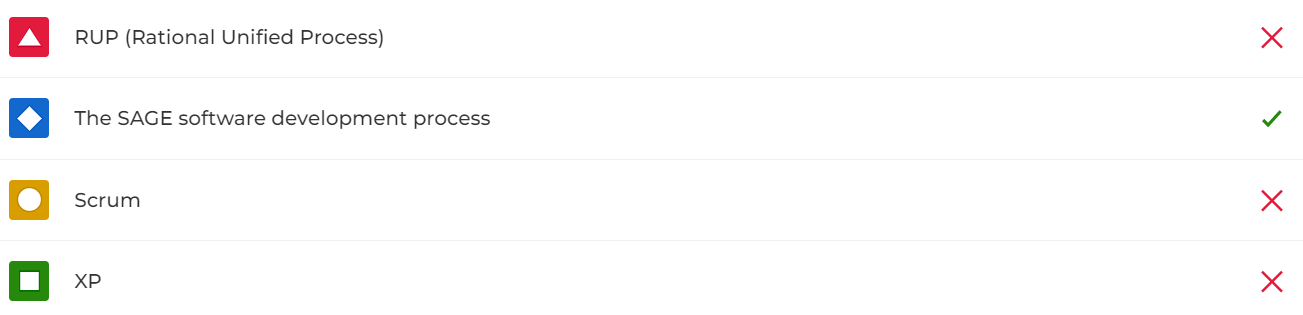 RUP (Rational Unified Process)
The SAGE software development process
Scrum
XP